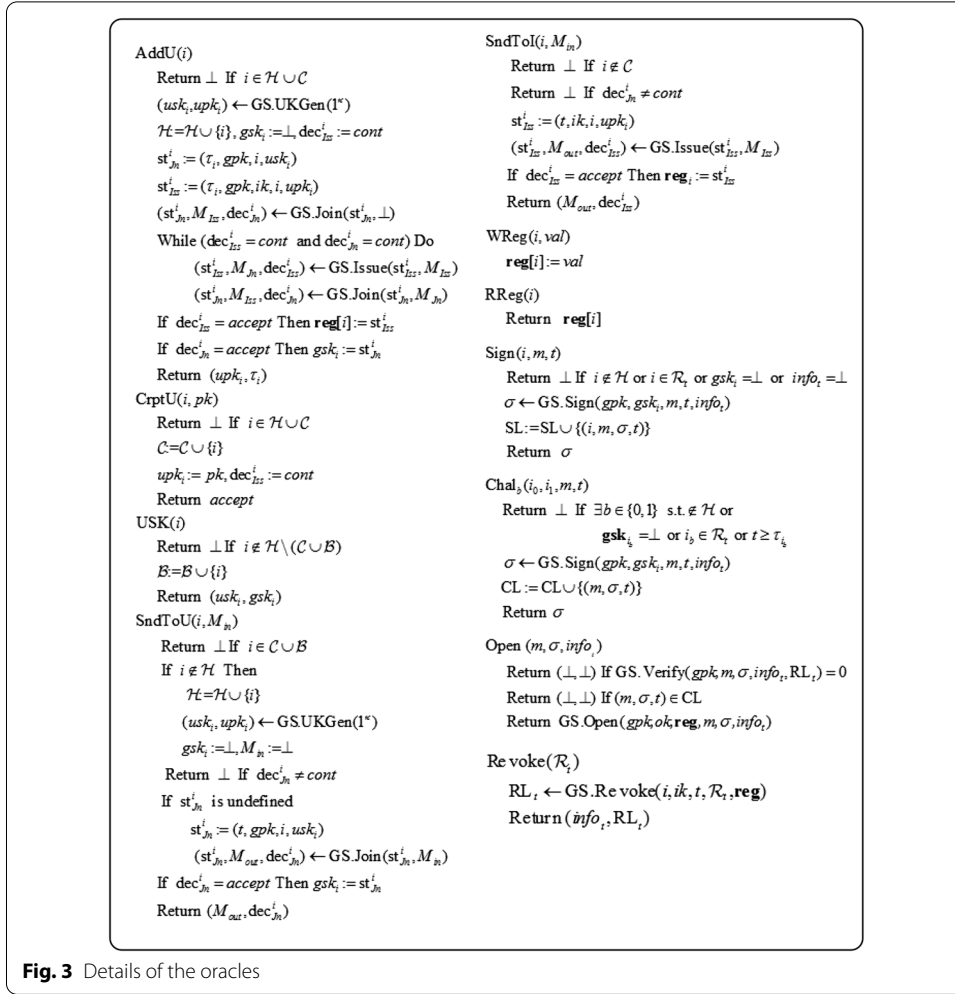 AddU(i)
Return ⊥ If i ∈ ℋ ∪ 𝒞
(usk_i, upk_i) ← GS.UKGen(1^κ)
ℋ:=ℋ ∪ {i}, gsk_i :=⊥, dec^i_Iss := cont
st^i_Jn := (τ_i, gpk, i, usk_i)
st^i_Iss := (τ_i, gpk, ik, i, upk_i)
(st^i_Jn, M_Iss, dec^i_Jn) ← GS.Join(st^i_Jn, ⊥)
While (dec^i_Iss = cont and dec^i_Jn = cont) Do
(st^i_Iss, M_Jn, dec^i_Iss) ← GS.Issue(st^i_Iss, M_Iss)
(st^i_Jn, M_Iss, dec^i_Jn) ← GS.Join(st^i_Jn, M_Jn)
If dec^i_Iss = accept Then reg[i] := st^i_Iss
If dec^i_Jn = accept Then gsk_i := st^i_Jn
Return (upk_i, τ_i)
CrptU(i, pk)
Return ⊥ If i ∈ ℋ ∪ 𝒞
𝒞:=𝒞 ∪ {i}
upk_i := pk, dec^i_Iss := cont
Return accept
USK(i)
Return ⊥ If i ∉ ℋ \ (𝒞 ∪ ℬ)
ℬ:=ℬ ∪ {i}
Return (usk_i, gsk_i)
SndToU(i, M_in)
Return ⊥ If i ∈ 𝒞 ∪ ℬ
If i ∉ ℋ Then
ℋ:=ℋ ∪ {i}
(usk_i, upk_i) ← GS.UKGen(1^κ)
gsk_i :=⊥, M_in :=⊥
Return ⊥ If dec^i_Jn ≠ cont
If st^i_Jn is undefined
st^i_Jn := (t, gpk, i, usk_i)
(st^i_Jn, M_out, dec^i_Jn) ← GS.Join(st^i_Jn, M_in)
If dec^i_Jn = accept Then gsk_i := st^i_Jn
Return (M_out, dec^i_Jn)
SndToI(i, M_in)
Return ⊥ If i ∉ 𝒞
Return ⊥ If dec^i_Jn ≠ cont
st^i_Iss := (t, ik, i, upk_i)
(st^i_Iss, M_out, dec^i_Iss) ← GS.Issue(st^i_Iss, M_Iss)
If dec^i_Iss = accept Then reg_i := st^i_Iss
Return (M_out, dec^i_Iss)
WReg(i, val)
reg[i] := val
RReg(i)
Return reg[i]
Sign(i, m, t)
Return ⊥ If i ∉ ℋ or i ∈ ℛ_t or gsk_i =⊥ or info_t =⊥
σ ← GS.Sign(gpk, gsk_i, m, t, info_t)
SL := SL ∪ {(i, m, σ, t)}
Return σ
Chal_b(i_0, i_1, m, t)
Return ⊥ If ∃b ∈ {0,1} s.t. ∉ ℋ or
gsk_{i_b} =⊥ or i_b ∈ ℛ_t or t ≥ τ_{i_b}
σ ← GS.Sign(gpk, gsk_i, m, t, info_t)
CL := CL ∪ {(m, σ, t)}
Return σ
Open (m, σ, info_t)
Return (⊥, ⊥) If GS.Verify(gpk, m, σ, info_t, RL_t) = 0
Return (⊥, ⊥) If (m, σ, t) ∈ CL
Return GS.Open(gpk, ok, reg, m, σ, info_t)
Re voke(ℛ_t)
RL_t ← GS.Re voke(i, ik, t, ℛ_t, reg)
Return (info_t, RL_t)
Fig. 3 Details of the oracles